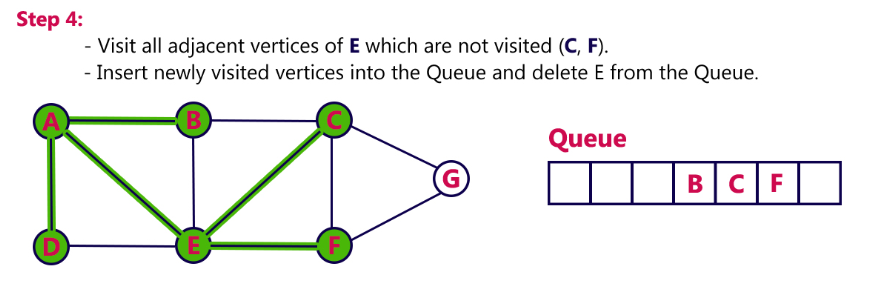 Step 4:
- Visit all adjacent vertices of E which are not visited (C, F).
- Insert newly visited vertices into the Queue and delete E from the Queue.
A B C
Queue
G
B C F
D E F